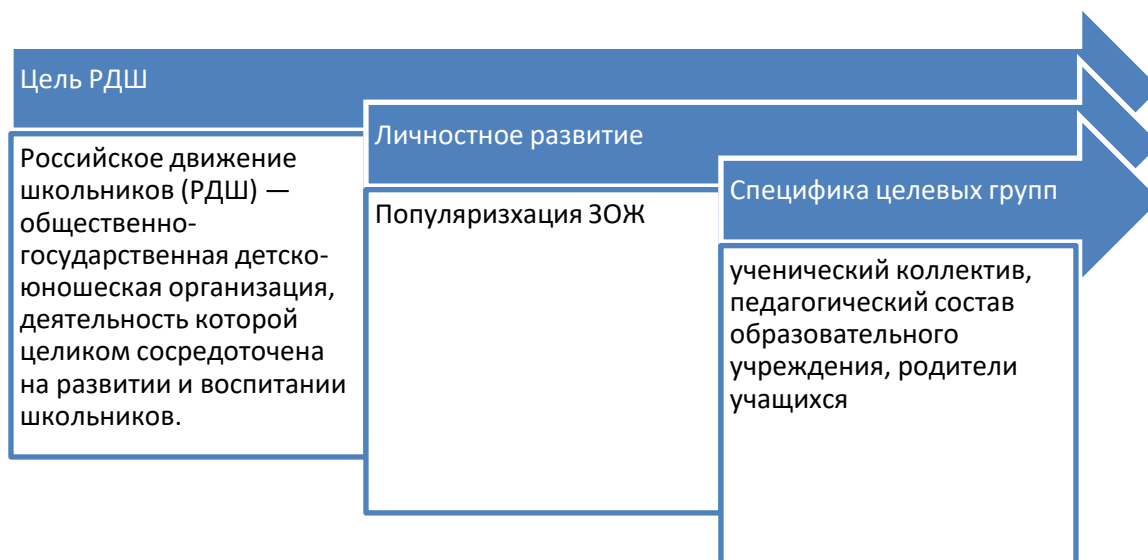 Цель РДШ
Российское движение
школьников (РДШ) —
общественно-
государственная детско-
юношеская организация,
деятельность которой
целиком сосредоточена
на развитии и воспитании
школьников.
Личностное развитие
Популяризхация ЗОЖ
Специфика целевых групп
ученический коллектив,
педагогический состав
образовательного
учреждения, родители
учащихся